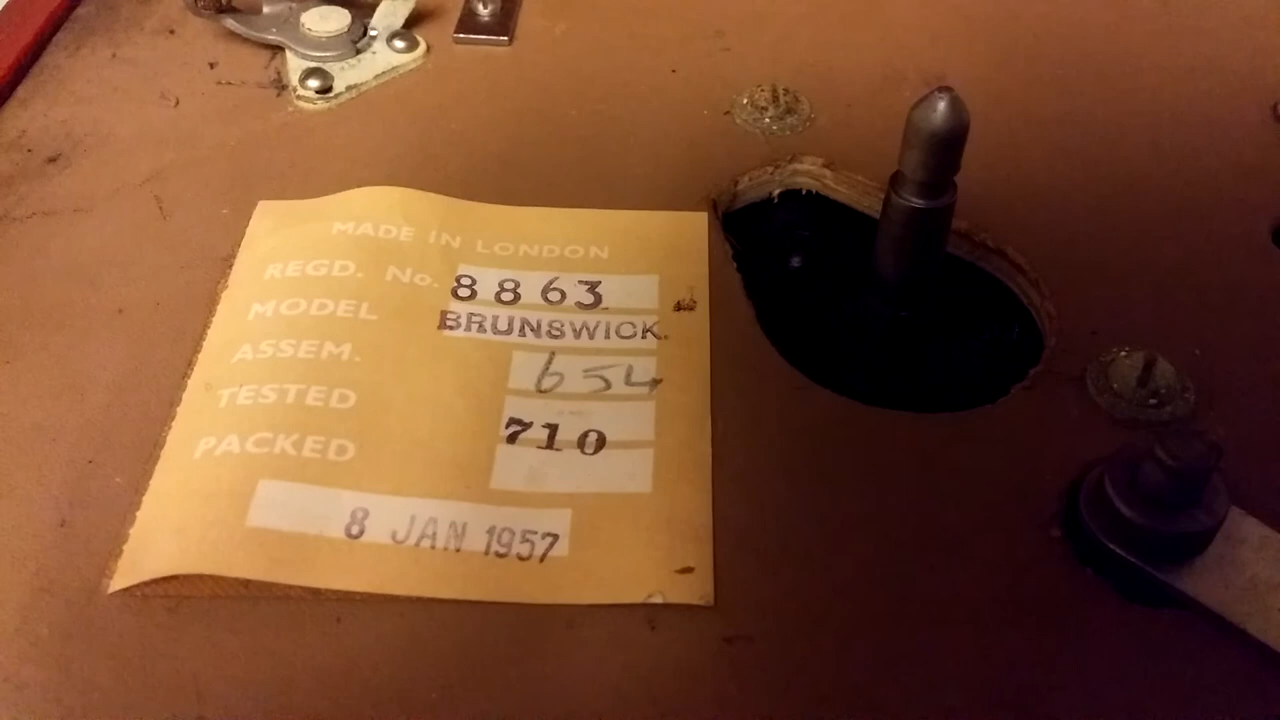 MADE IN LONDON
REGD. No. 8863
MODEL BRUNSWICK.
ASSEM. 654
TESTED 710
PACKED
8 JAN 1957